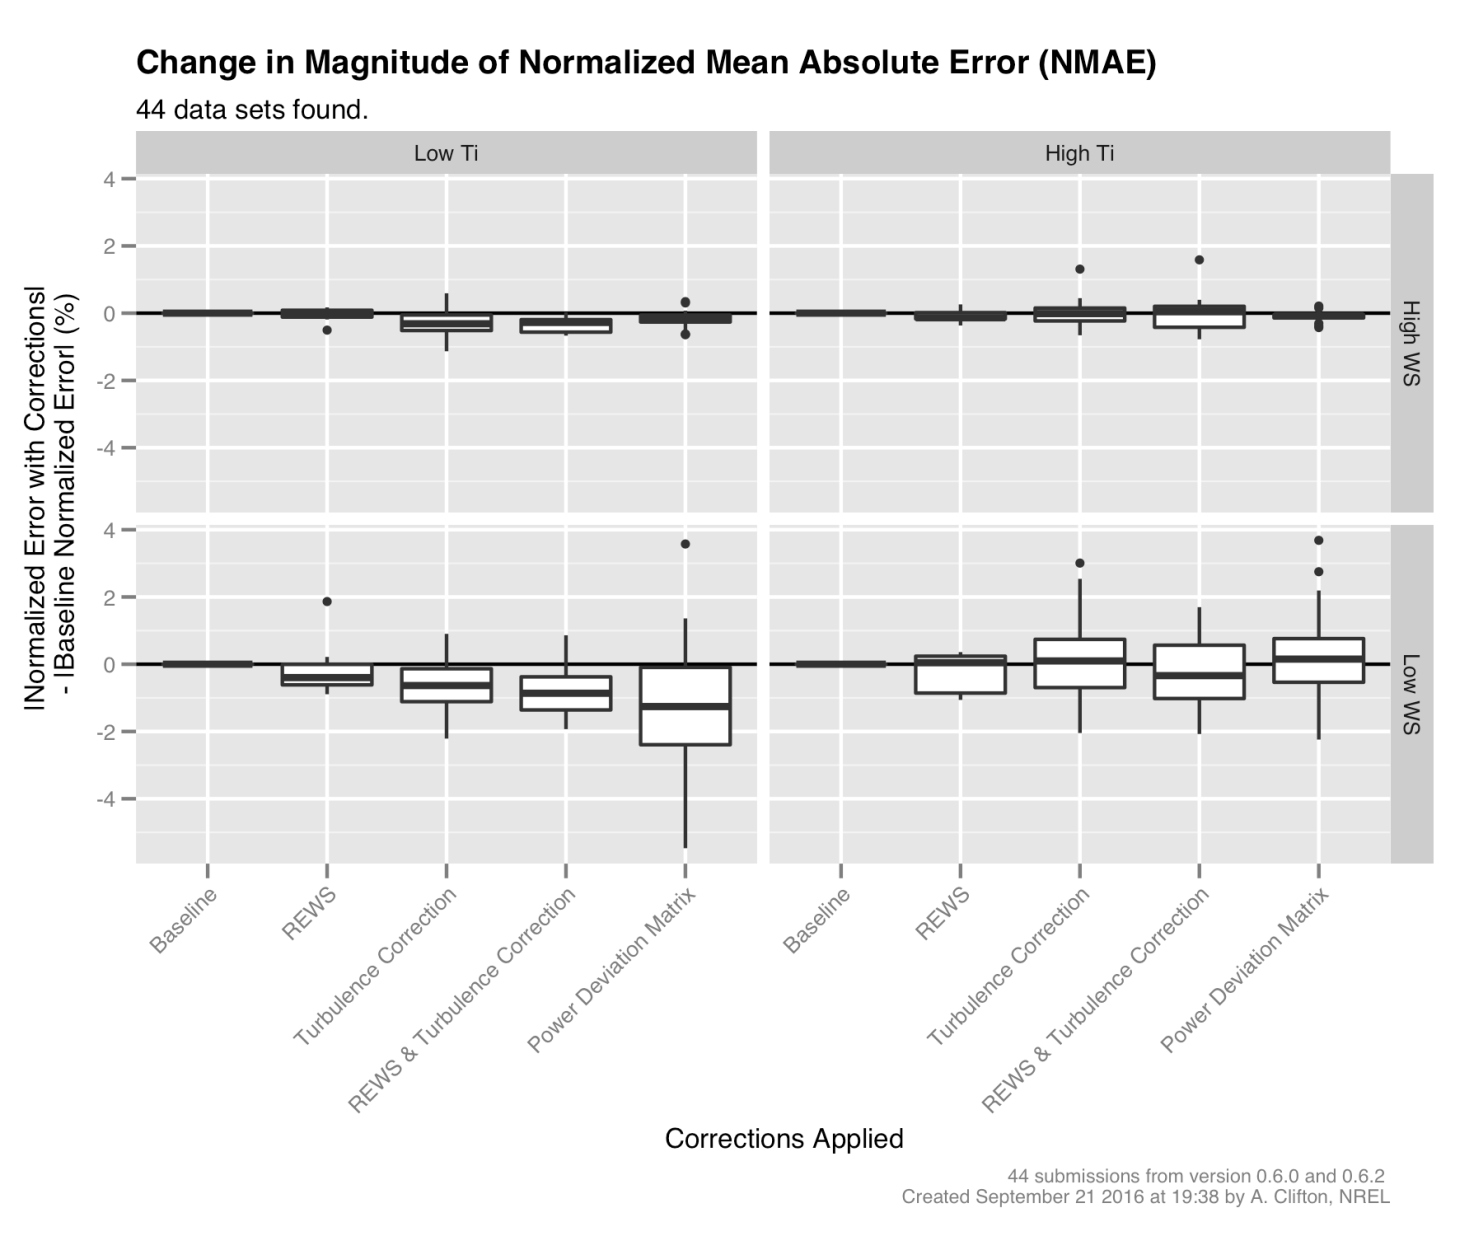 Change in Magnitude of Normalized Mean Absolute Error (NMAE)
44 data sets found.
Low Ti
High Ti
4
2
0
-2
-4
High WS
4
2
0
-2
-4
Low WS
|Normalized Error with Corrections|
- |Baseline Normalized Error| (%)
Baseline
REWS
Turbulence Correction
REWS & Turbulence Correction
Power Deviation Matrix
Baseline
REWS
Turbulence Correction
REWS & Turbulence Correction
Power Deviation Matrix
Corrections Applied
44 submissions from version 0.6.0 and 0.6.2
Created September 21 2016 at 19:38 by A. Clifton, NREL